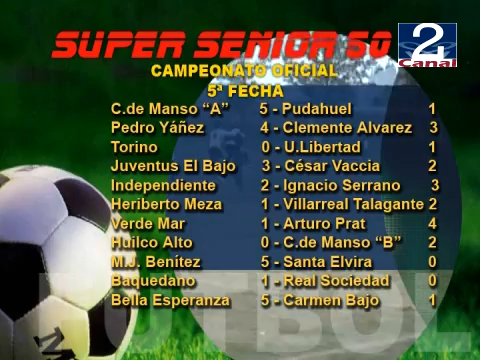 SUPER SENIOR 50
2
Canal
CAMPEONATO OFICIAL
5ª FECHA
C.de Manso “A” 5 - Pudahuel 1
Pedro Yáñez 4 - Clemente Alvarez 3
Torino 0 - U.Libertad 1
Juventus El Bajo 3 - César Vaccia 2
Independiente 2 - Ignacio Serrano 3
Heriberto Meza 1 - Villarreal Talagante 2
Verde Mar 1 - Arturo Prat 4
Huilco Alto 0 - C.de Manso “B” 2
M.J. Benítez 5 - Santa Elvira 0
Baquedano 1 - Real Sociedad 0
Bella Esperanza 5 - Carmen Bajo 1
FUTBOL